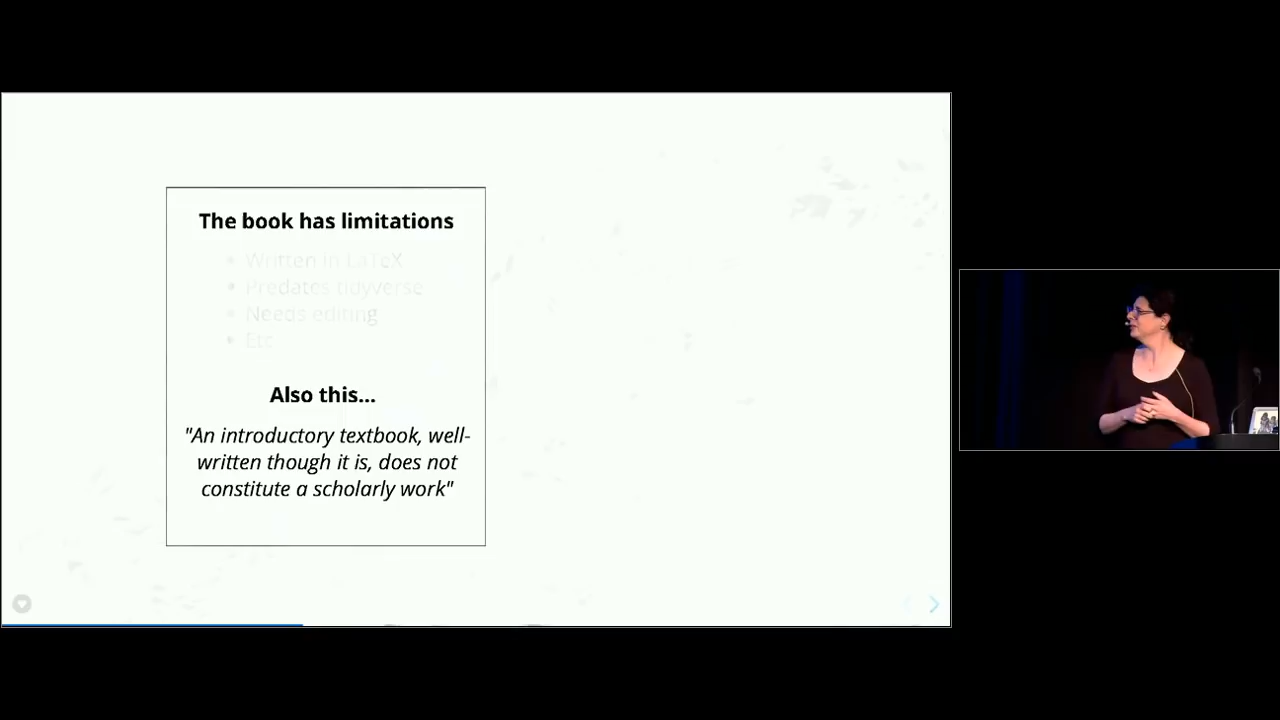 The book has limitations
• Written in LaTeX
• Predates tidyverse
• Needs editing
• Etc
Also this...
"An introductory textbook, well-
written though it is, does not
constitute a scholarly work"